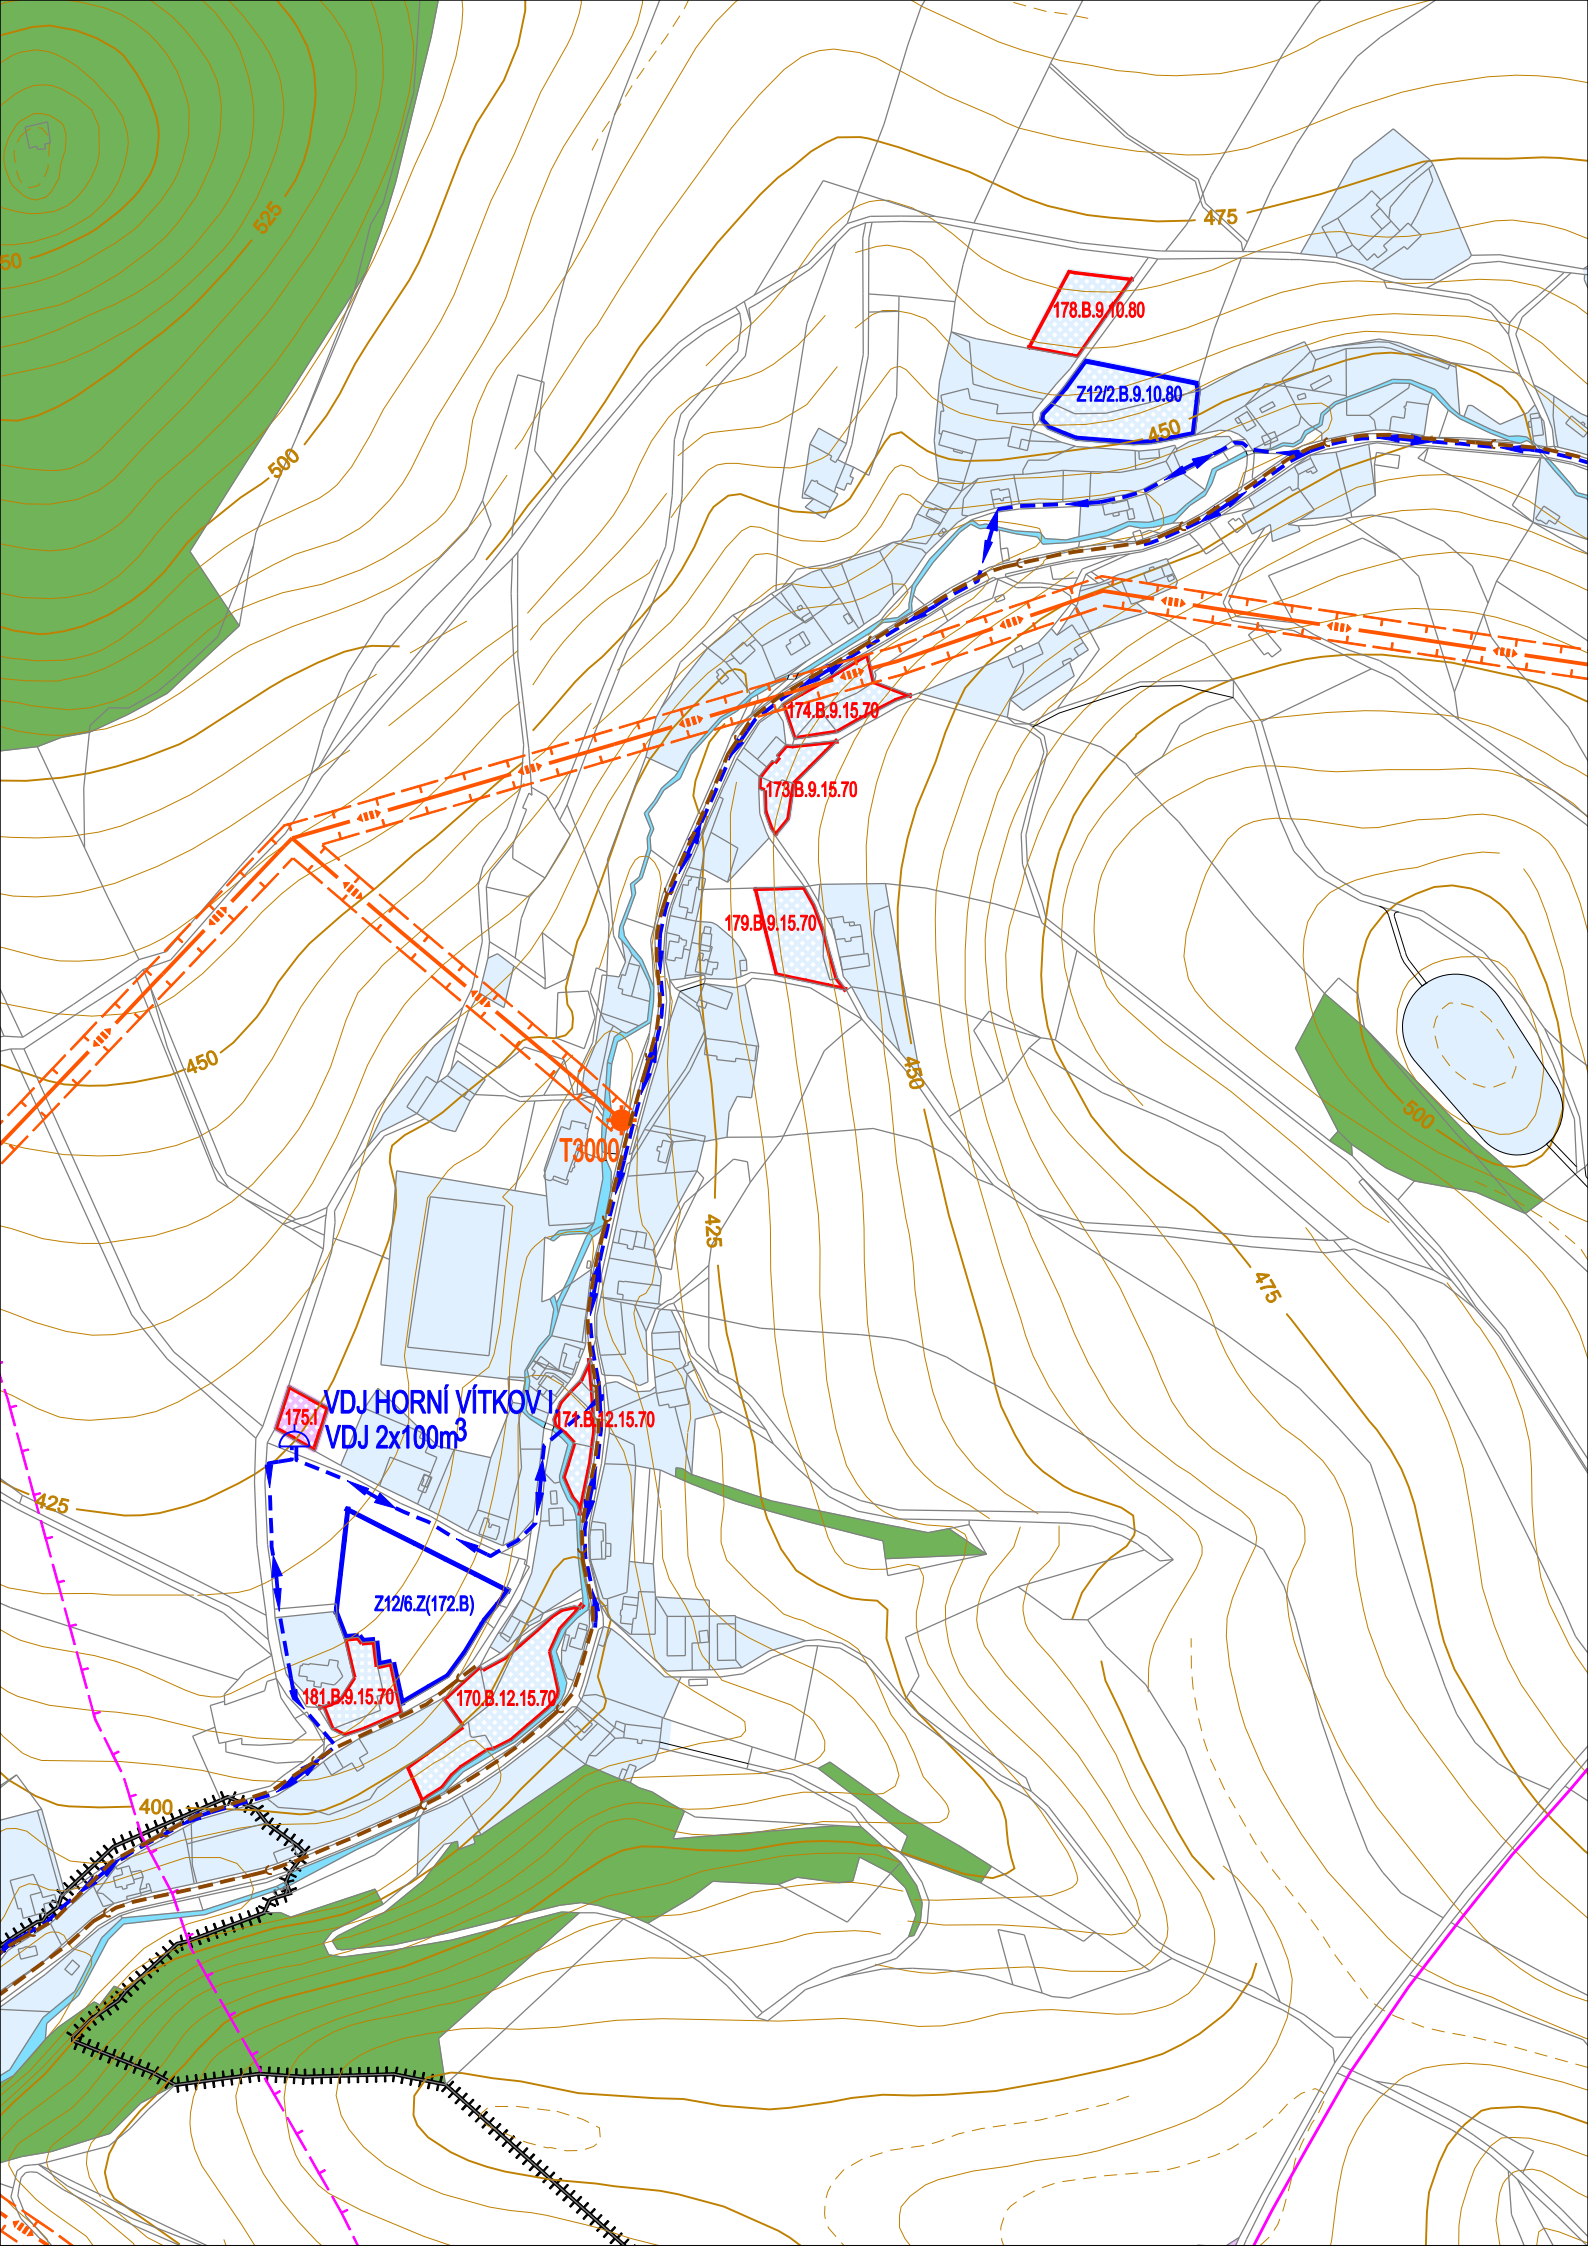 525
50
475
178.B.9.10.80
Z12/2.B.9.10.80
450
500
174.B.9.15.70
173.B.9.15.70
179.B.9.15.70
450
450
500
T3000
425
475
VDJ HORNÍ VÍTKOV I.
175.I
171.B.12.15.70
VDJ 2x100m3
425
Z12/6.Z(172.B)
181.B.9.15.70
170.B.12.15.70
400